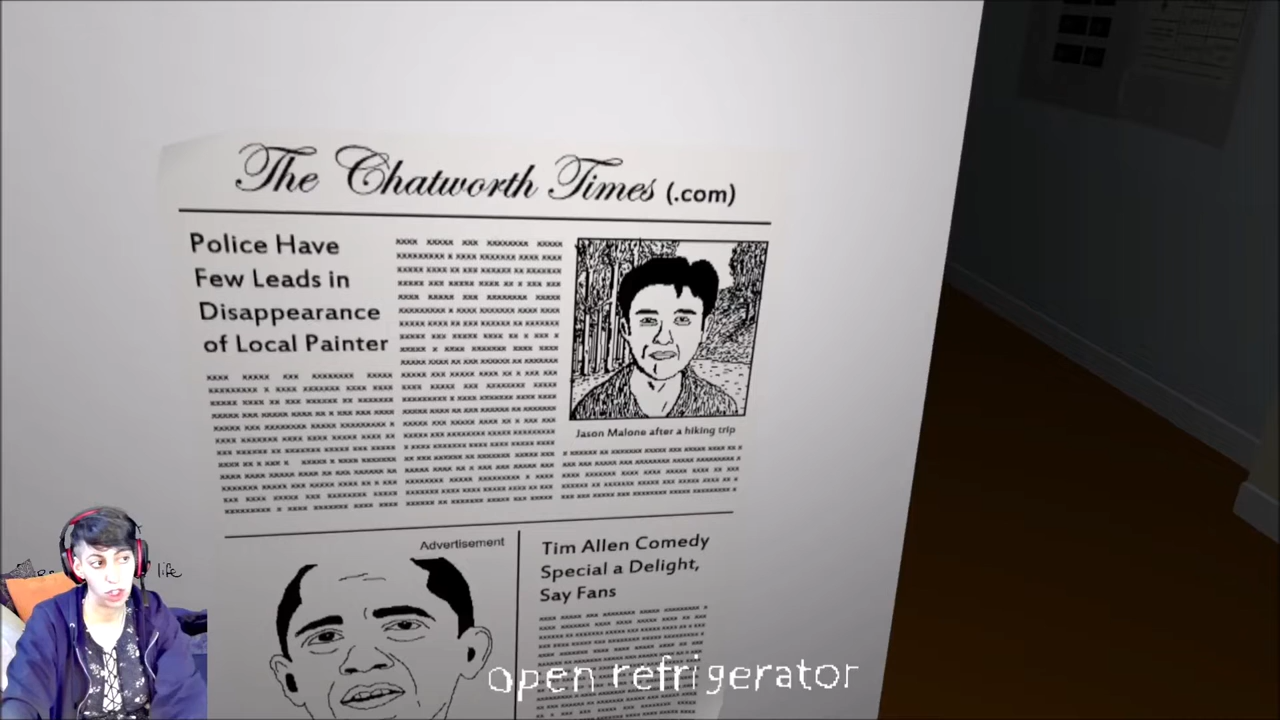 The Chatworth Times (.com)
Police Have
Few Leads in
Disappearance
of Local Painter
Jason Malone after a hiking trip
Advertisement
Tim Allen Comedy
Special a Delight,
Say Fans
life
open refrigerator